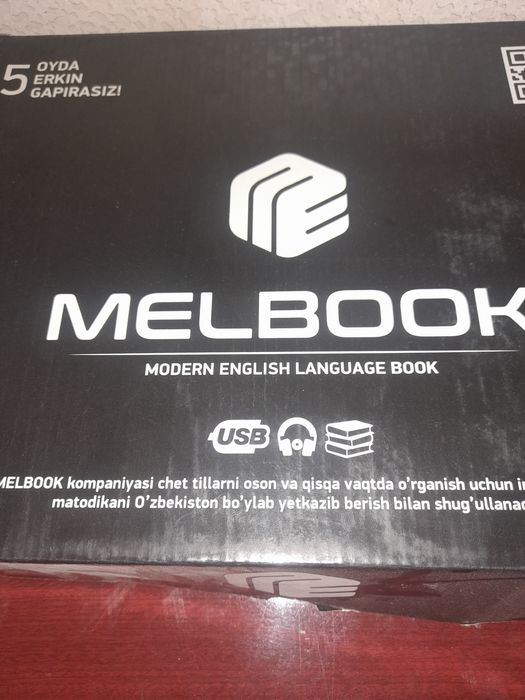 5 OYDA
ERKIN
GAPIRASIZ!
MELBOOK
MODERN ENGLISH LANGUAGE BOOK
USB
MELBOOK kompaniyasi chet tillarni oson va qisqa vaqtda o'rganish uchun
matodikani O'zbekiston bo'ylab yetkazib berish bilan